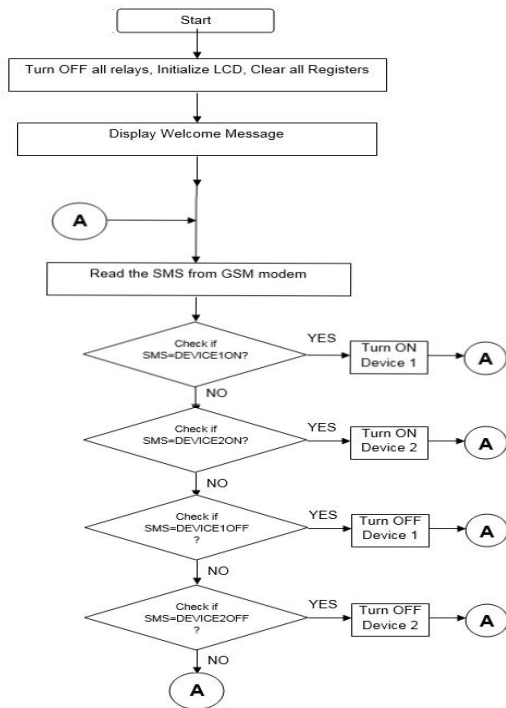 Start
Turn OFF all relays, Initialize LCD, Clear all Registers
Display Welcome Message
A
Read the SMS from GSM modem
Check if
SMS=DEVICE1ON?
YES
Turn ON
Device 1
A
NO
Check if
SMS=DEVICE2ON?
YES
Turn ON
Device 2
A
NO
Check if
SMS=DEVICE1OFF
?
YES
Turn OFF
Device 1
A
NO
Check if
SMS=DEVICE2OFF
?
YES
Turn OFF
Device 2
A
NO
A